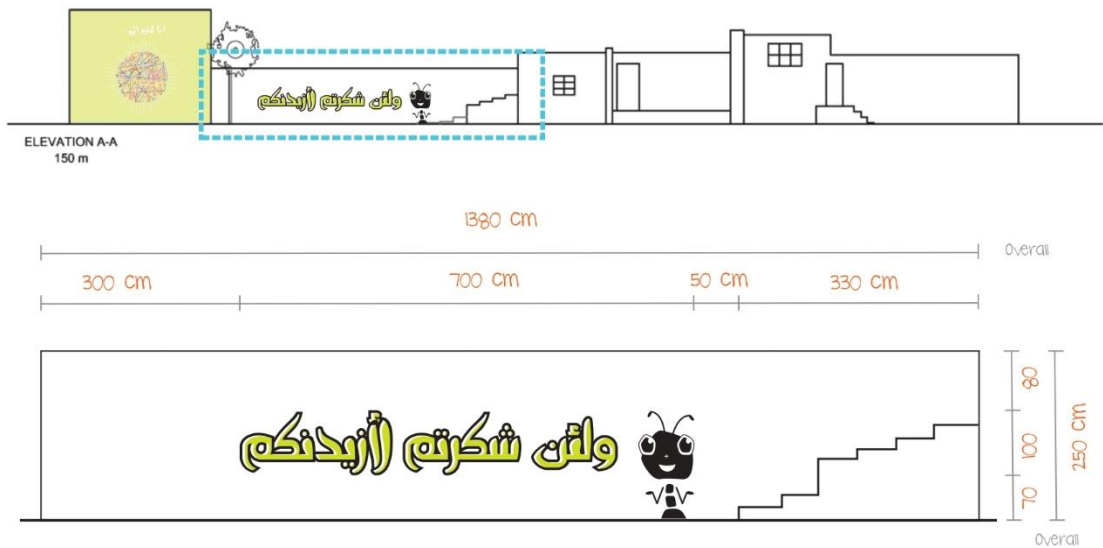 ولئن شكرتم لأزيدنكم
ELEVATION A-A
150 m
1380 cm
Overall
300 cm 700 cm 50 cm 330 cm
80
ولئن شكرتم لأزيدنكم
100
250 cm
70
Overall